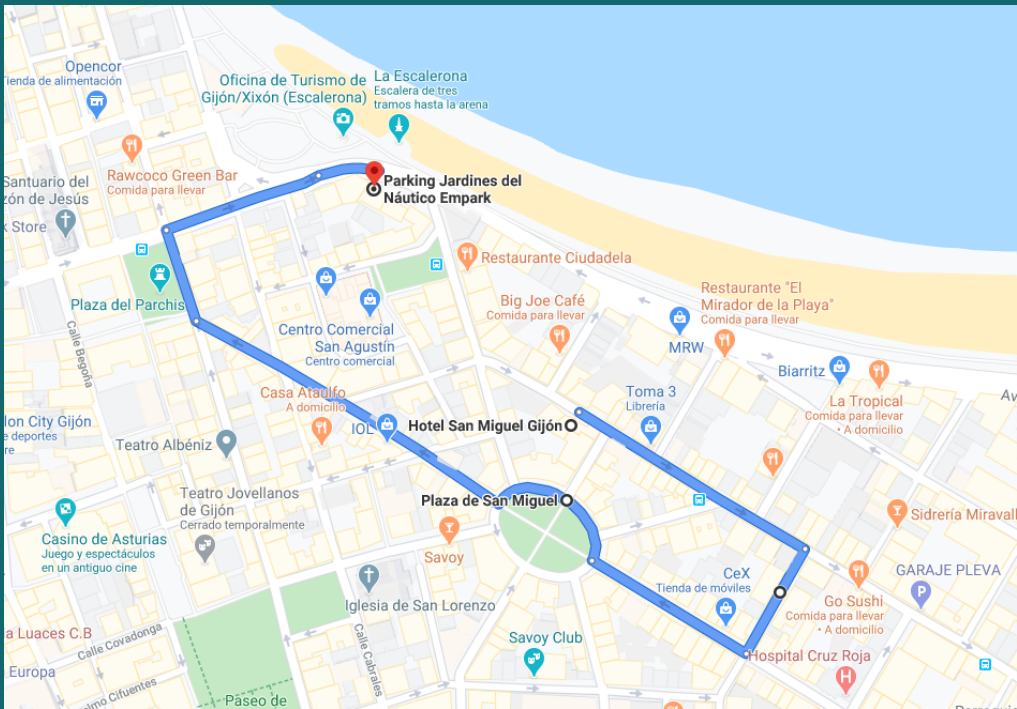 Opencor
Tienda de alimentación
Oficina de Turismo de
Gijón/Xixón (Escalerona)
La Escalerona
Escalera de tres
tramos hasta la arena
Rawcoco Green Bar
Comida para llevar
Santuario del
zón de Jesús
k Store
Parking Jardines del
Náutico Empark
Plaza del Parchís
Restaurante Ciudadela
Centro Comercial
San Agustín
Centro comercial
Big Joe Café
Comida para llevar
Restaurante "El
Mirador de la Playa"
Comida para llevar
MRW
Biarritz
Calle Begoña
Casa Ataulfo
A domicilio
IOL
Hotel San Miguel Gijón
Toma 3
Librería
La Tropical
Comida para llevar
• A domicilio
Av
lon City Gijón
e deportes
re
Teatro Albéniz
Teatro Jovellanos
de Gijón
Cerrado temporalmente
Plaza de San Miguel
Casino de Asturias
Juego y espectáculos
en un antiguo cine
Savoy
Sidrería Miravall
CeX
Tienda de móviles
GARAJE PLEVA
P
Go Sushi
Comida para llevar
• A domicilio
Iglesia de San Lorenzo
ia Luaces C.B
Calle Covadonga
Calle Cabrales
Savoy Club
Hospital Cruz Roja
H
Europa
elmo Cifuentes
Paseo de